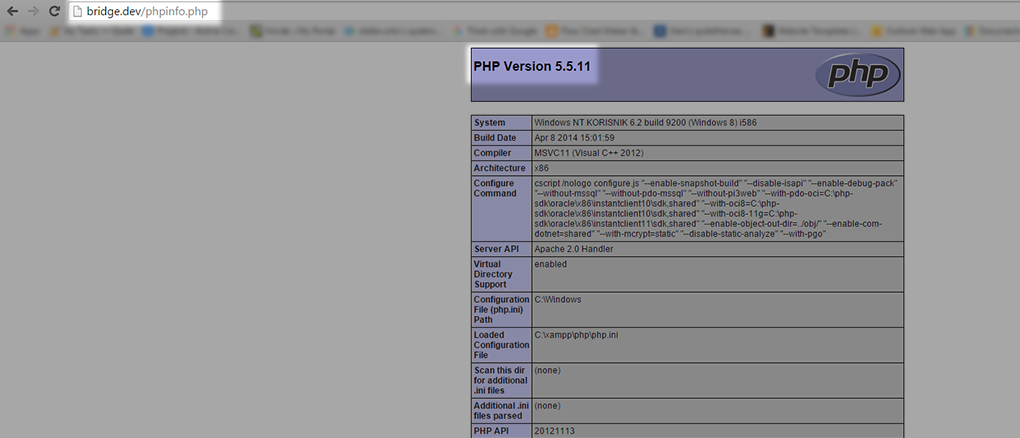 bridge.dev/phpinfo.php
PHP Version 5.5.11
php
System Windows NT KORISNIK 6.2 build 9200 (Windows 8) i586
Build Date Apr 8 2014 15:01:59
Compiler MSVC11 (Visual C++ 2012)
Architecture x86
Configure Command cscript /nologo configure.js "--enable-snapshot-build" "--disable-isapi" "--enable-debug-pack"
"--without-mssql" "--without-pdo-mssql" "--without-pi3web" "--with-pdo-oci=C:\php-
sdk\oracle\x86\instantclient10\sdk,shared" "--with-oci8=C:\php-
sdk\oracle\x86\instantclient10\sdk,shared" "--with-oci8-11g=C:\php-
sdk\oracle\x86\instantclient11\sdk,shared" "--enable-object-out-dir=../obj/" "--enable-com-
dotnet=shared" "--with-mcrypt=static" "--disable-static-analyze" "--with-pgo"
Server API Apache 2.0 Handler
Virtual
Directory
Support
enabled
Configuration
File (php.ini)
Path
C:\Windows
Loaded
Configuration
File
C:\xampp\php\php.ini
Scan this dir
for additional
.ini files
(none)
Additional .ini
files parsed
(none)
PHP API 20121113